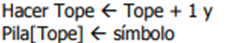 Hacer Tope ← Tope + 1 y
Pila[Tope] ← símbolo